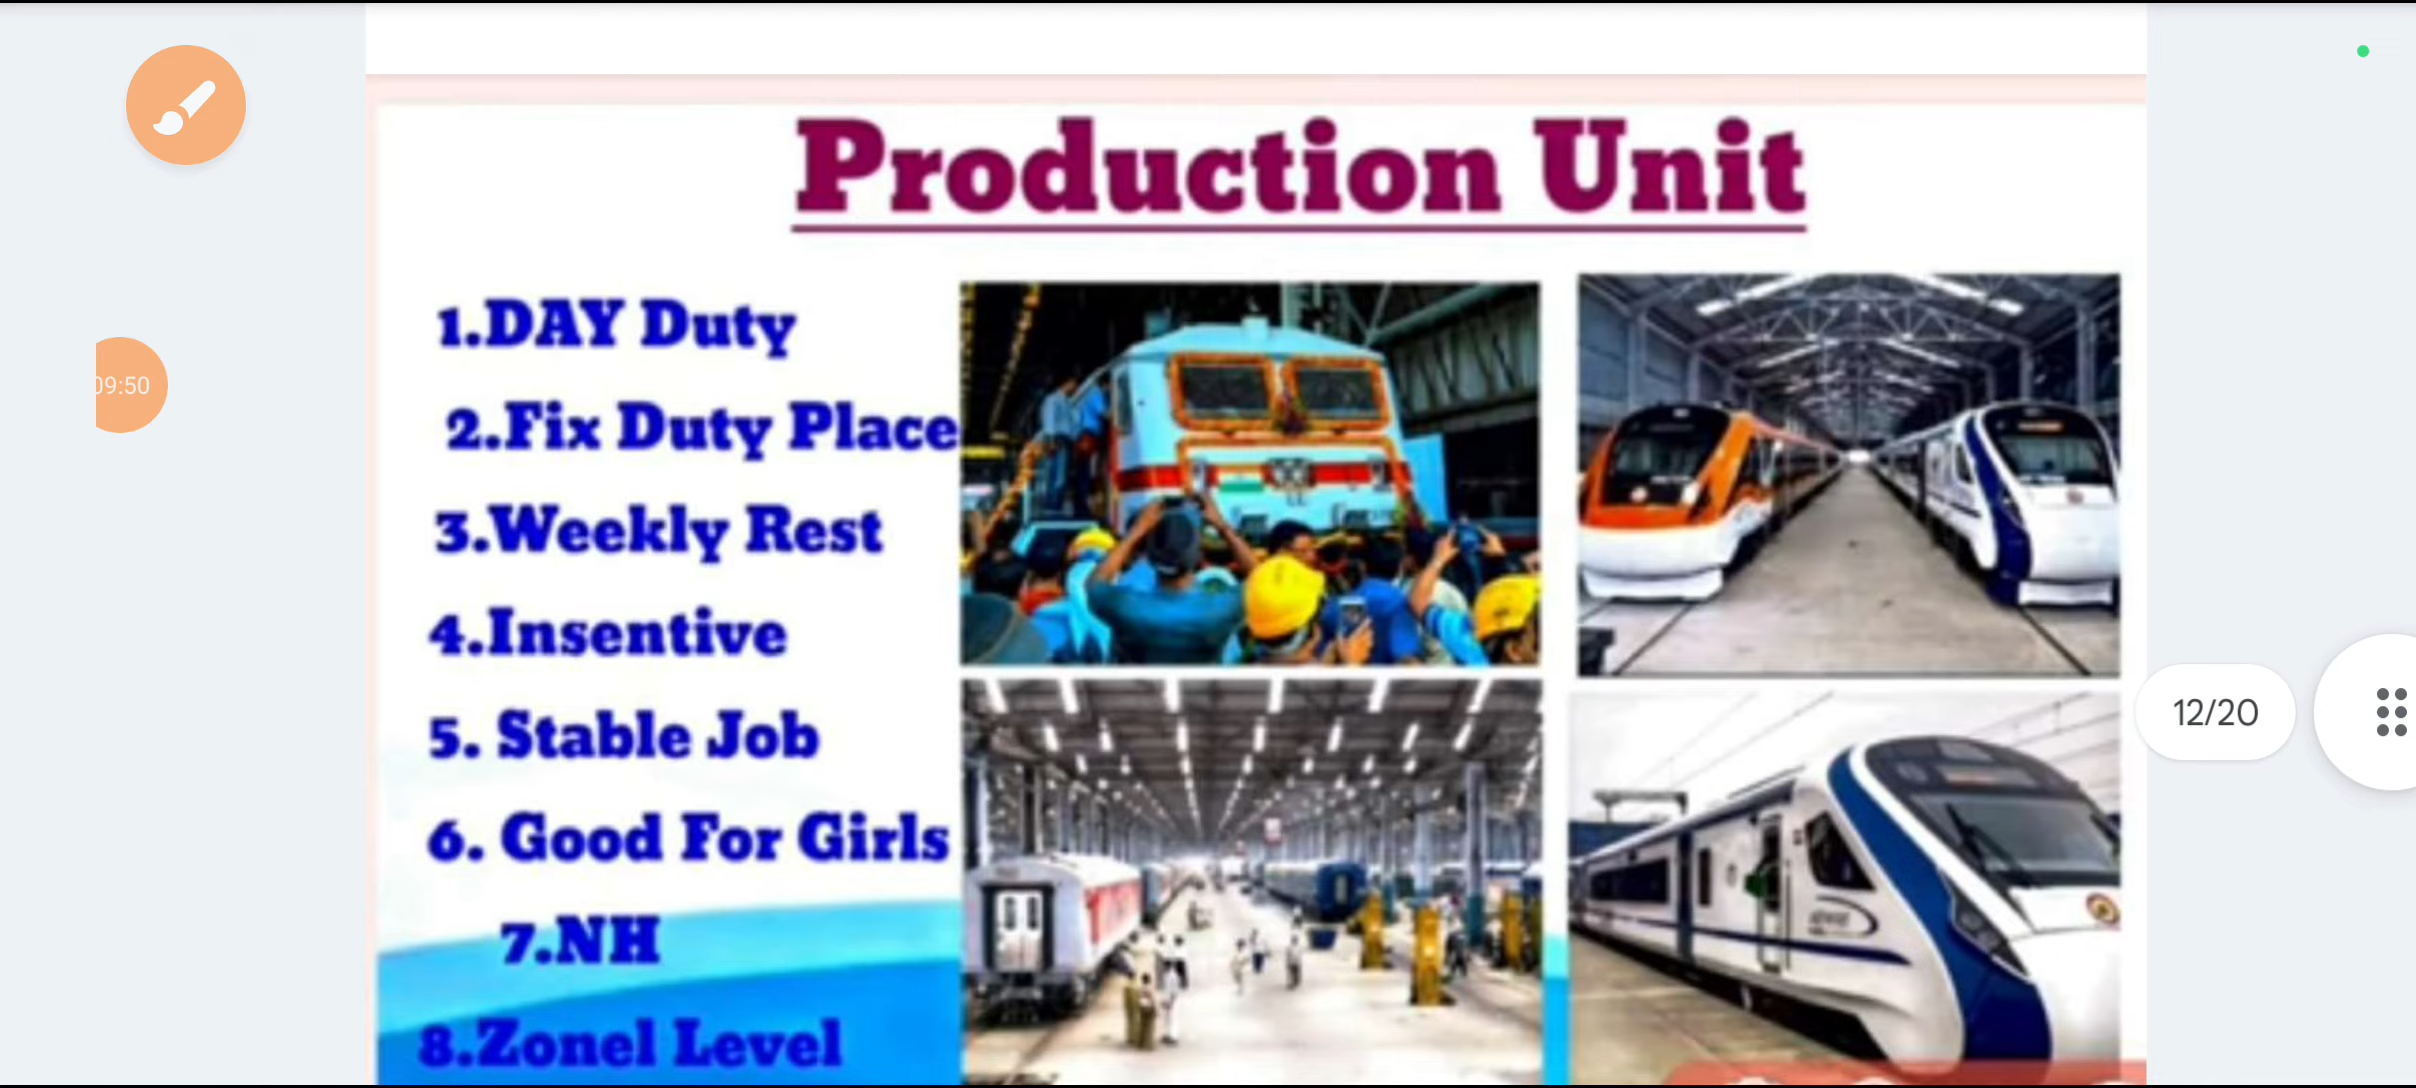 Production Unit
1.DAY Duty
2.Fix Duty Place
3.Weekly Rest
4.Insentive
5. Stable Job
6. Good For Girls
7.NH
8.Zonel Level
09:50
12/20